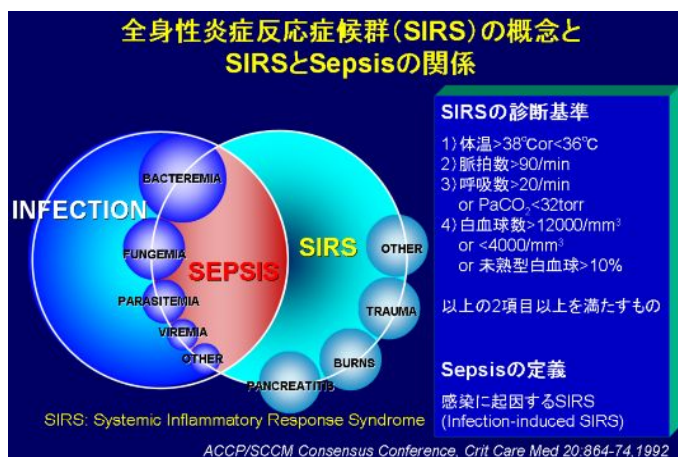 全身性炎症反応症候群(SIRS)の概念と
SIRSとSepsisの関係
INFECTION
BACTEREMIA
FUNGEMIA
PARASITEMIA
VIREMIA
OTHER
SEPSIS
SIRS
OTHER
TRAUMA
BURNS
PANCREATITIS
SIRS: Systemic Inflammatory Response Syndrome
SIRSの診断基準
1)体温>38℃or<36℃
2)脈拍数>90/min
3)呼吸数>20/min
or PaCO₂<32torr
4)白血球数>12000/mm³
or <4000/mm³
or 未熟型白血球>10%
以上の2項目以上を満たすもの
Sepsisの定義
感染に起因するSIRS
(Infection-induced SIRS)
ACCP/SCCM Consensus Conference, Crit Care Med 20:864-74,1992